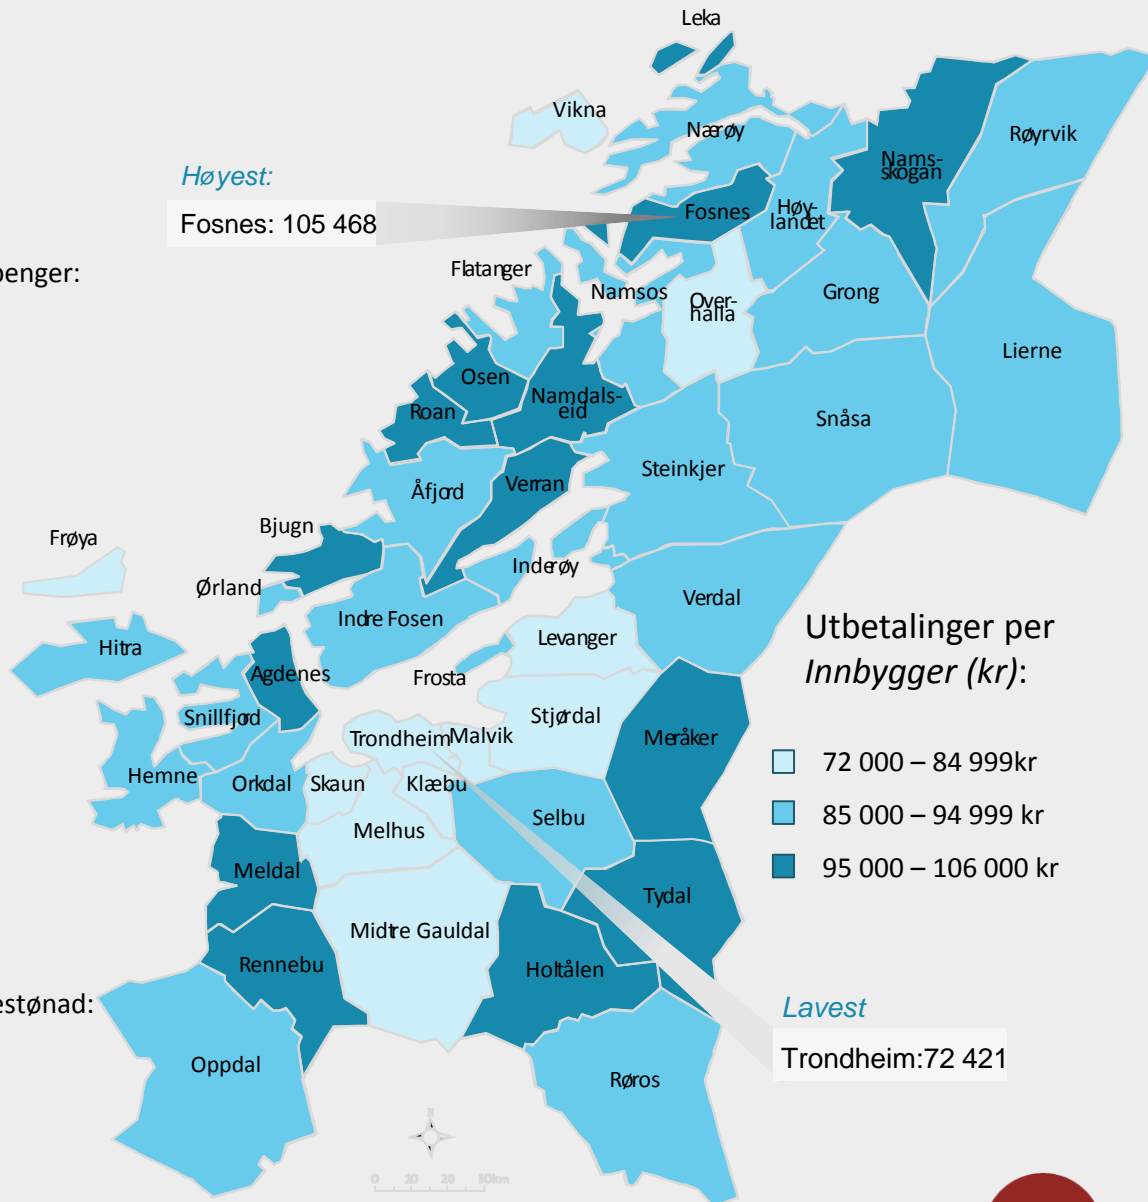 Leka
Vikna
Nærøy
Røyrvik
Nams-
skogan
Høyest:
Fosnes: 105 468
Fosnes
Høy-
landet
Flatanger
penger:
Namsos
Over-
halla
Grong
Lierne
Osen
Roan
Namdals-
eid
Snåsa
Steinkjer
Åfjord
Verran
Bjugn
Frøya
Inderøy
Ørland
Verdal
Indre Fosen
Utbetalinger per
Innbygger (kr):
Levanger
Hitra
Agdenes
Frosta
Snillfjord
Stjørdal
Trondheim
Malvik
Meråker
72 000 – 84 999kr
Hemne
Orkdal
Skaun
Klæbu
85 000 – 94 999 kr
Selbu
Melhus
95 000 – 106 000 kr
Meldal
Tydal
Midtre Gauldal
Rennebu
Holtålen
estønad:
Lavest
Trondheim:72 421
Oppdal
Røros
N
0 10 20 30km